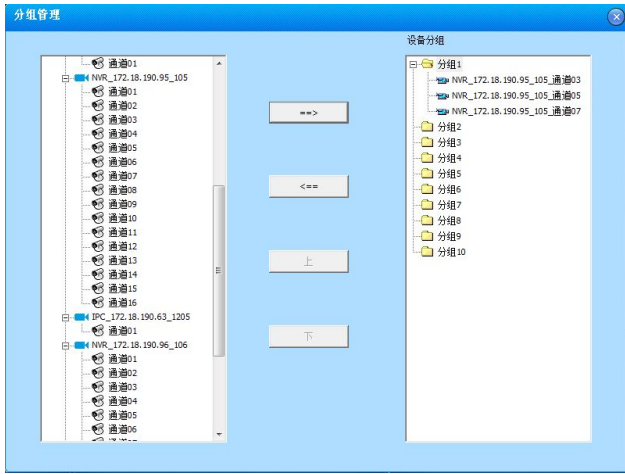 分组管理
设备分组
通道01
NVR_172.18.190.95_105
通道01
通道02
通道03
通道04
通道05
通道06
通道07
通道08
通道09
通道10
通道11
通道12
通道13
通道14
通道15
通道16
IPC_172.18.190.63_1205
通道01
NVR_172.18.190.96_106
通道01
通道02
通道03
通道04
通道05
通道06
==>
<==
上
下
分组1
NVR_172.18.190.95_105_通道03
NVR_172.18.190.95_105_通道05
NVR_172.18.190.95_105_通道07
分组2
分组3
分组4
分组5
分组6
分组7
分组8
分组9
分组10